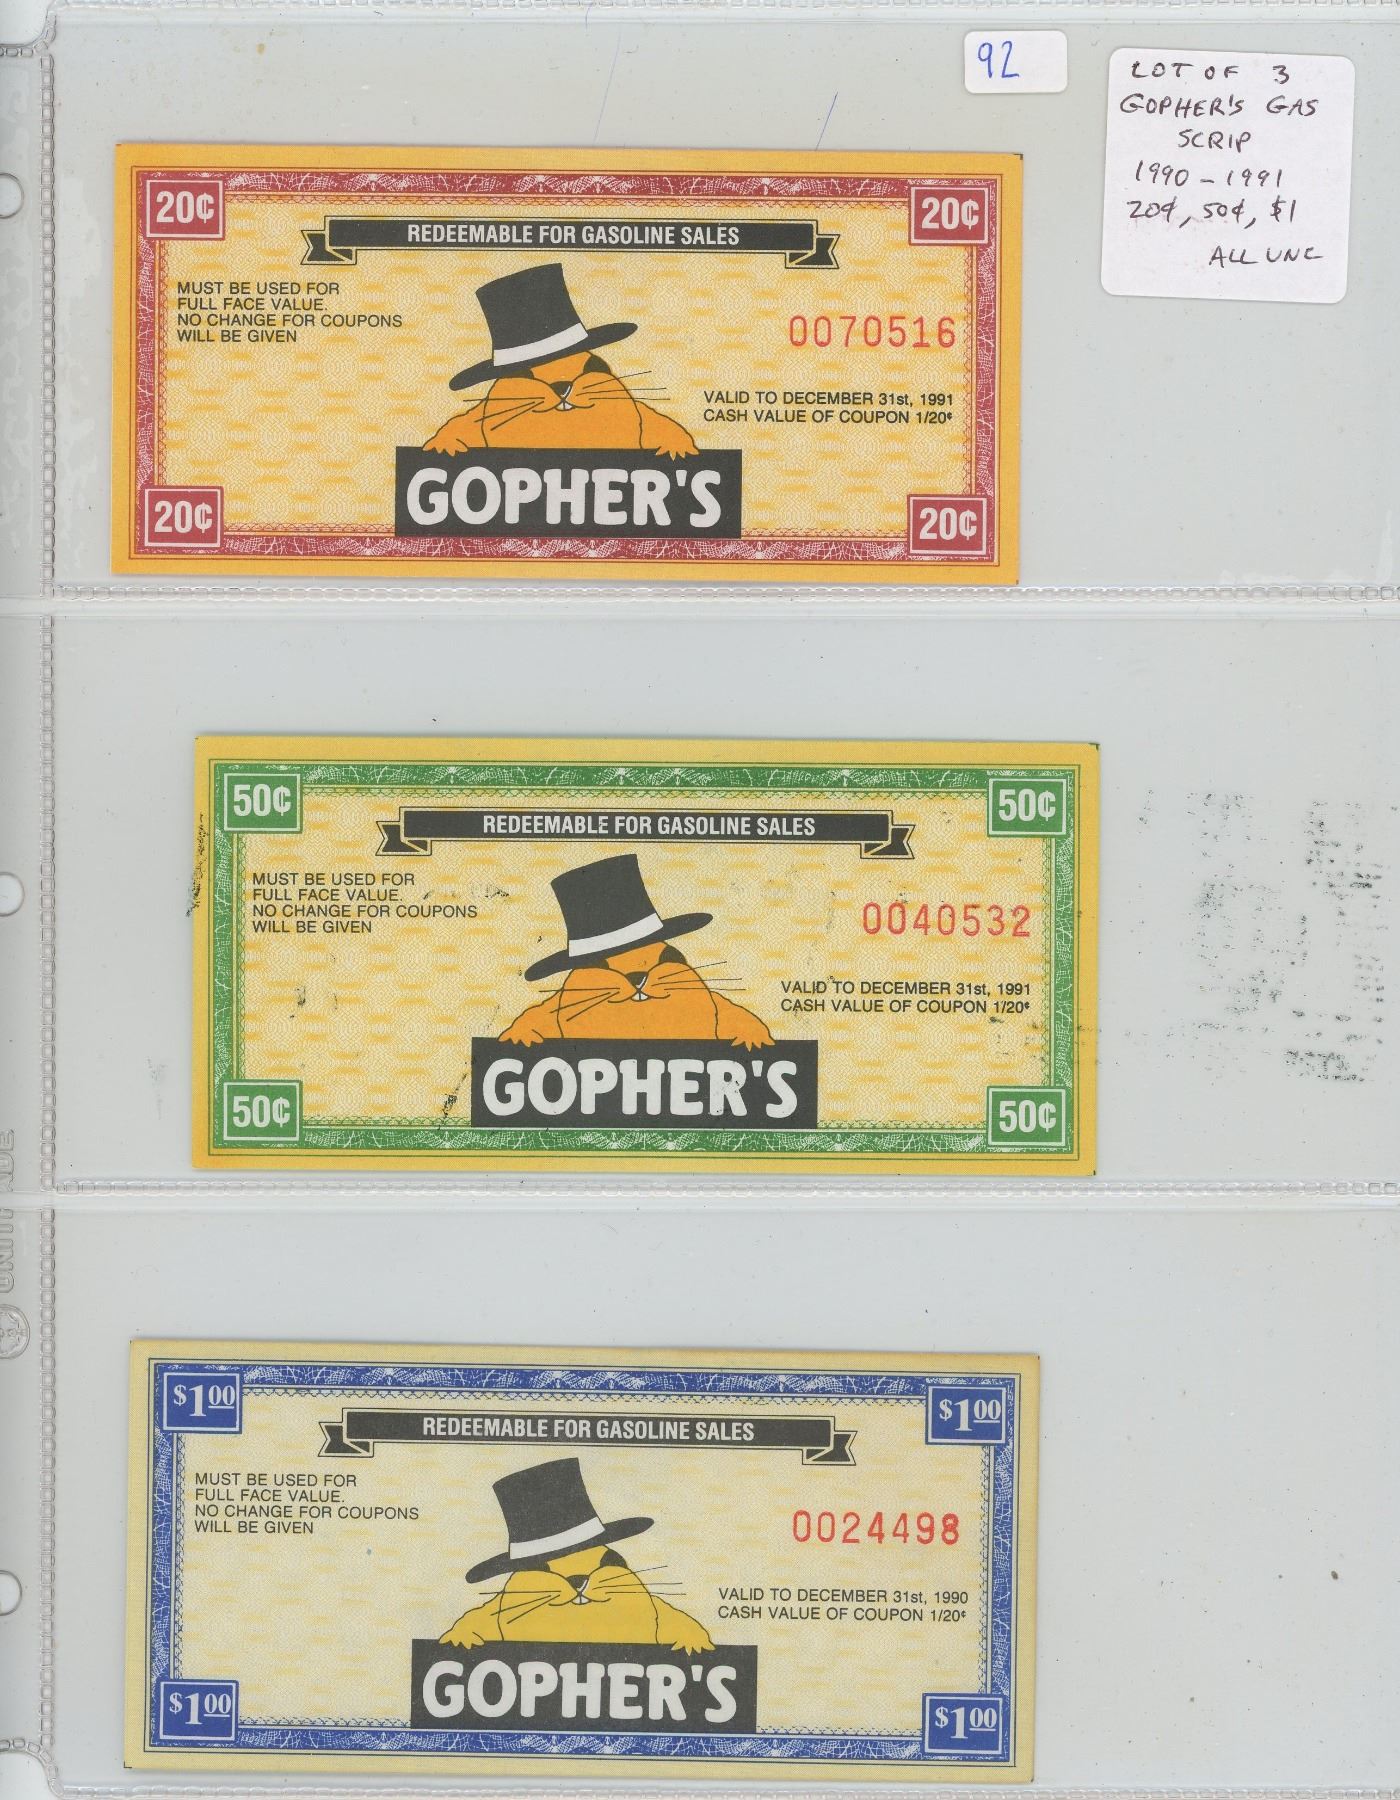 92
LOT OF 3
GOPHER'S GAS
SCRIP
1990 - 1991
20¢, 50¢, $1
ALL UNC
20¢
20¢
REDEEMABLE FOR GASOLINE SALES
MUST BE USED FOR
FULL FACE VALUE.
NO CHANGE FOR COUPONS
WILL BE GIVEN
0070516
VALID TO DECEMBER 31st, 1991
CASH VALUE OF COUPON 1/20¢
GOPHER'S
20¢
20¢
50¢
50¢
REDEEMABLE FOR GASOLINE SALES
MUST BE USED FOR
FULL FACE VALUE.
NO CHANGE FOR COUPONS
WILL BE GIVEN
0040532
VALID TO DECEMBER 31st, 1991
CASH VALUE OF COUPON 1/20¢
GOPHER'S
50¢
50¢
$1.00
$1.00
REDEEMABLE FOR GASOLINE SALES
MUST BE USED FOR
FULL FACE VALUE.
NO CHANGE FOR COUPONS
WILL BE GIVEN
0024498
VALID TO DECEMBER 31st, 1990
CASH VALUE OF COUPON 1/20¢
GOPHER'S
$1.00
$1.00